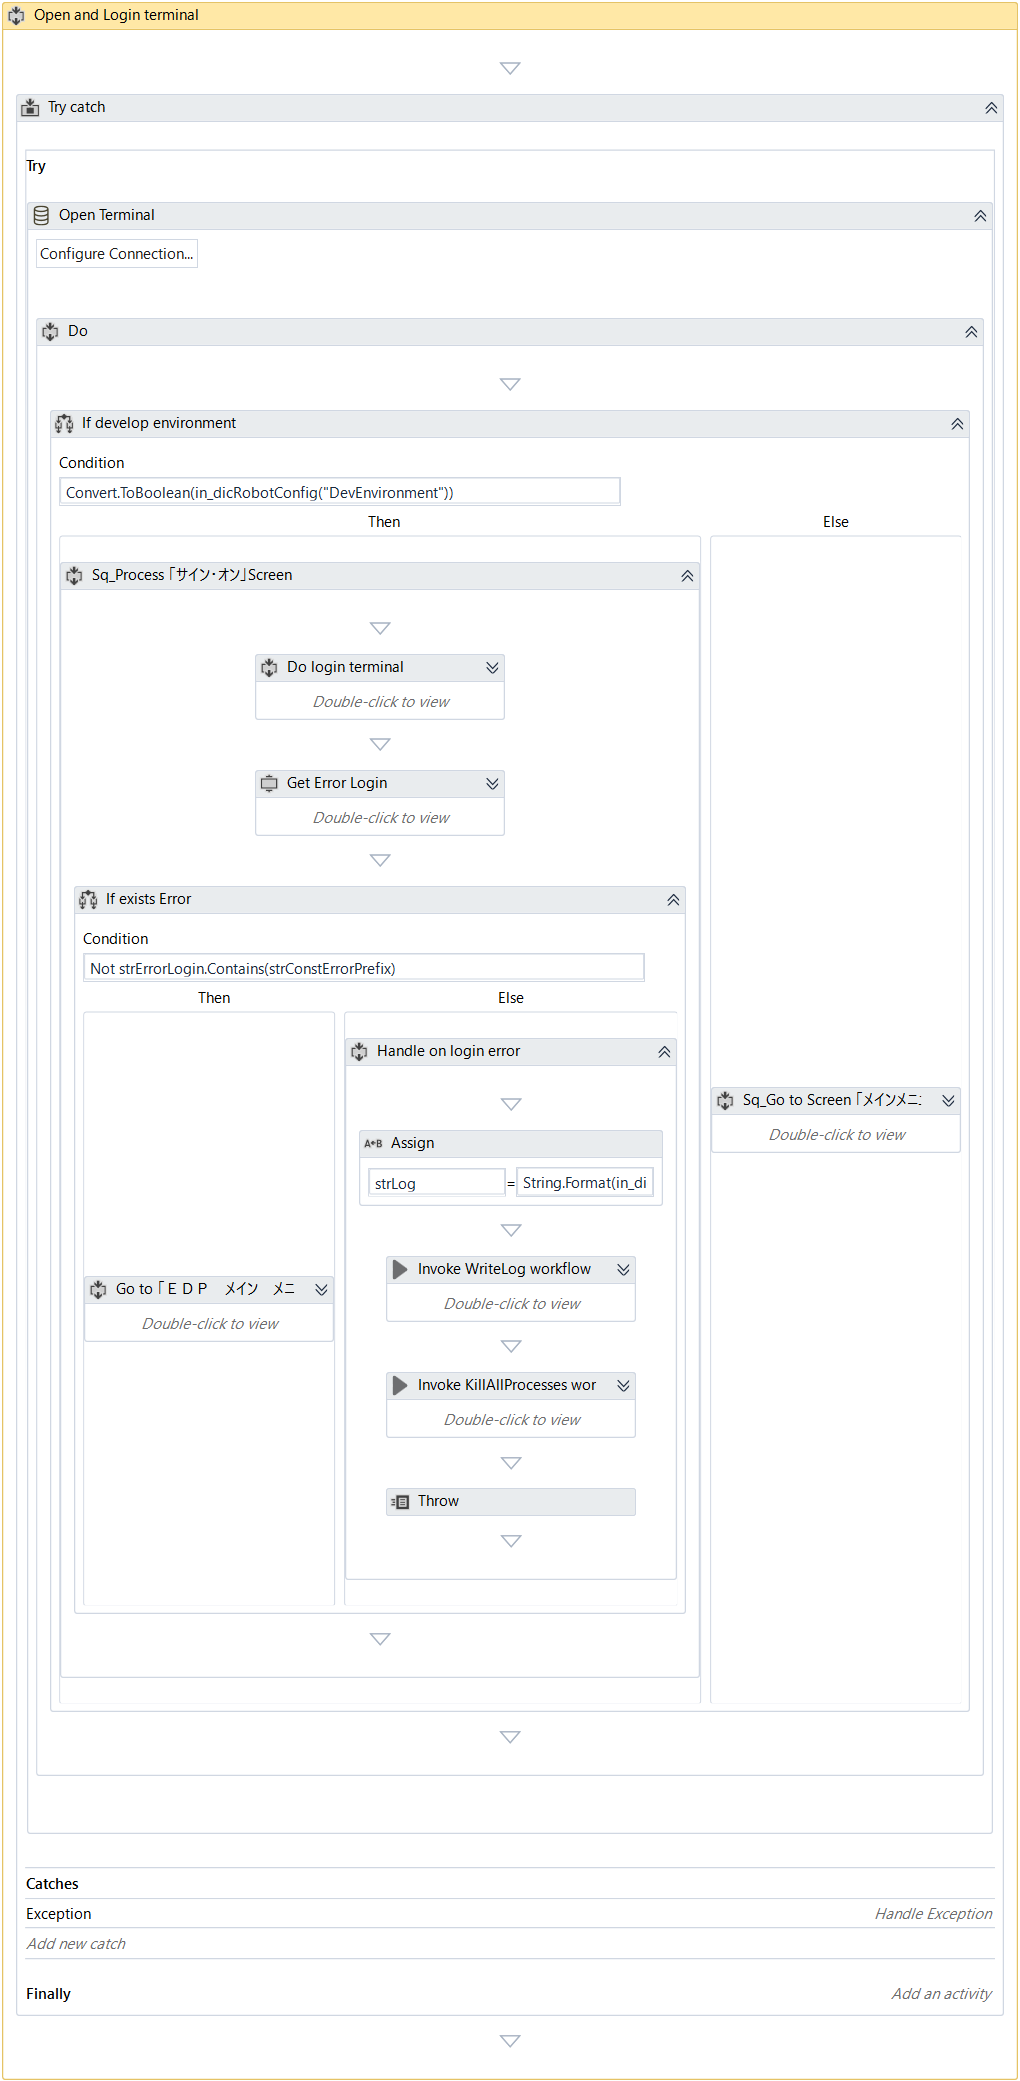 Open and Login terminal
Try catch
Try
Open Terminal
Configure Connection...
Do
If develop environment
Condition
Convert.ToBoolean(in_dicRobotConfig("DevEnvironment"))
Then
Else
Sq_Process 「サイン・オン」Screen
Do login terminal
Double-click to view
Get Error Login
Double-click to view
If exists Error
Condition
Not strErrorLogin.Contains(strConstErrorPrefix)
Then
Else
Go to 「ＥＤＰ　メイン　メニ
Double-click to view
Handle on login error
A+B Assign
strLog = String.Format(in_di
Invoke WriteLog workflow
Double-click to view
Invoke KillAllProcesses wor
Double-click to view
Throw
Sq_Go to Screen 「メインメニ
Double-click to view
Catches
Exception Handle Exception
Add new catch
Finally Add an activity